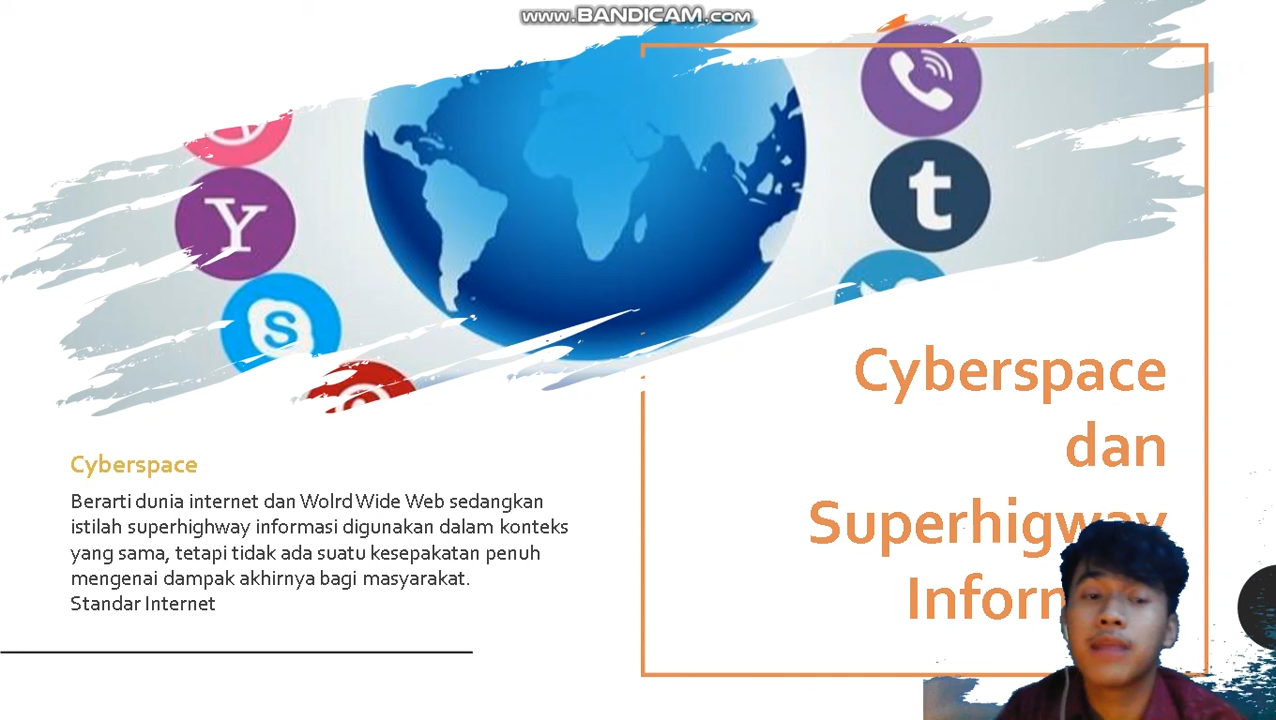 www.BANDICAM.com
Y
t
S
Cyberspace
dan
Superhigway
Cyberspace
Berarti dunia internet dan Wolrd Wide Web sedangkan
istilah superhighway informasi digunakan dalam konteks
yang sama, tetapi tidak ada suatu kesepakatan penuh
mengenai dampak akhirnya bagi masyarakat.
Standar Internet